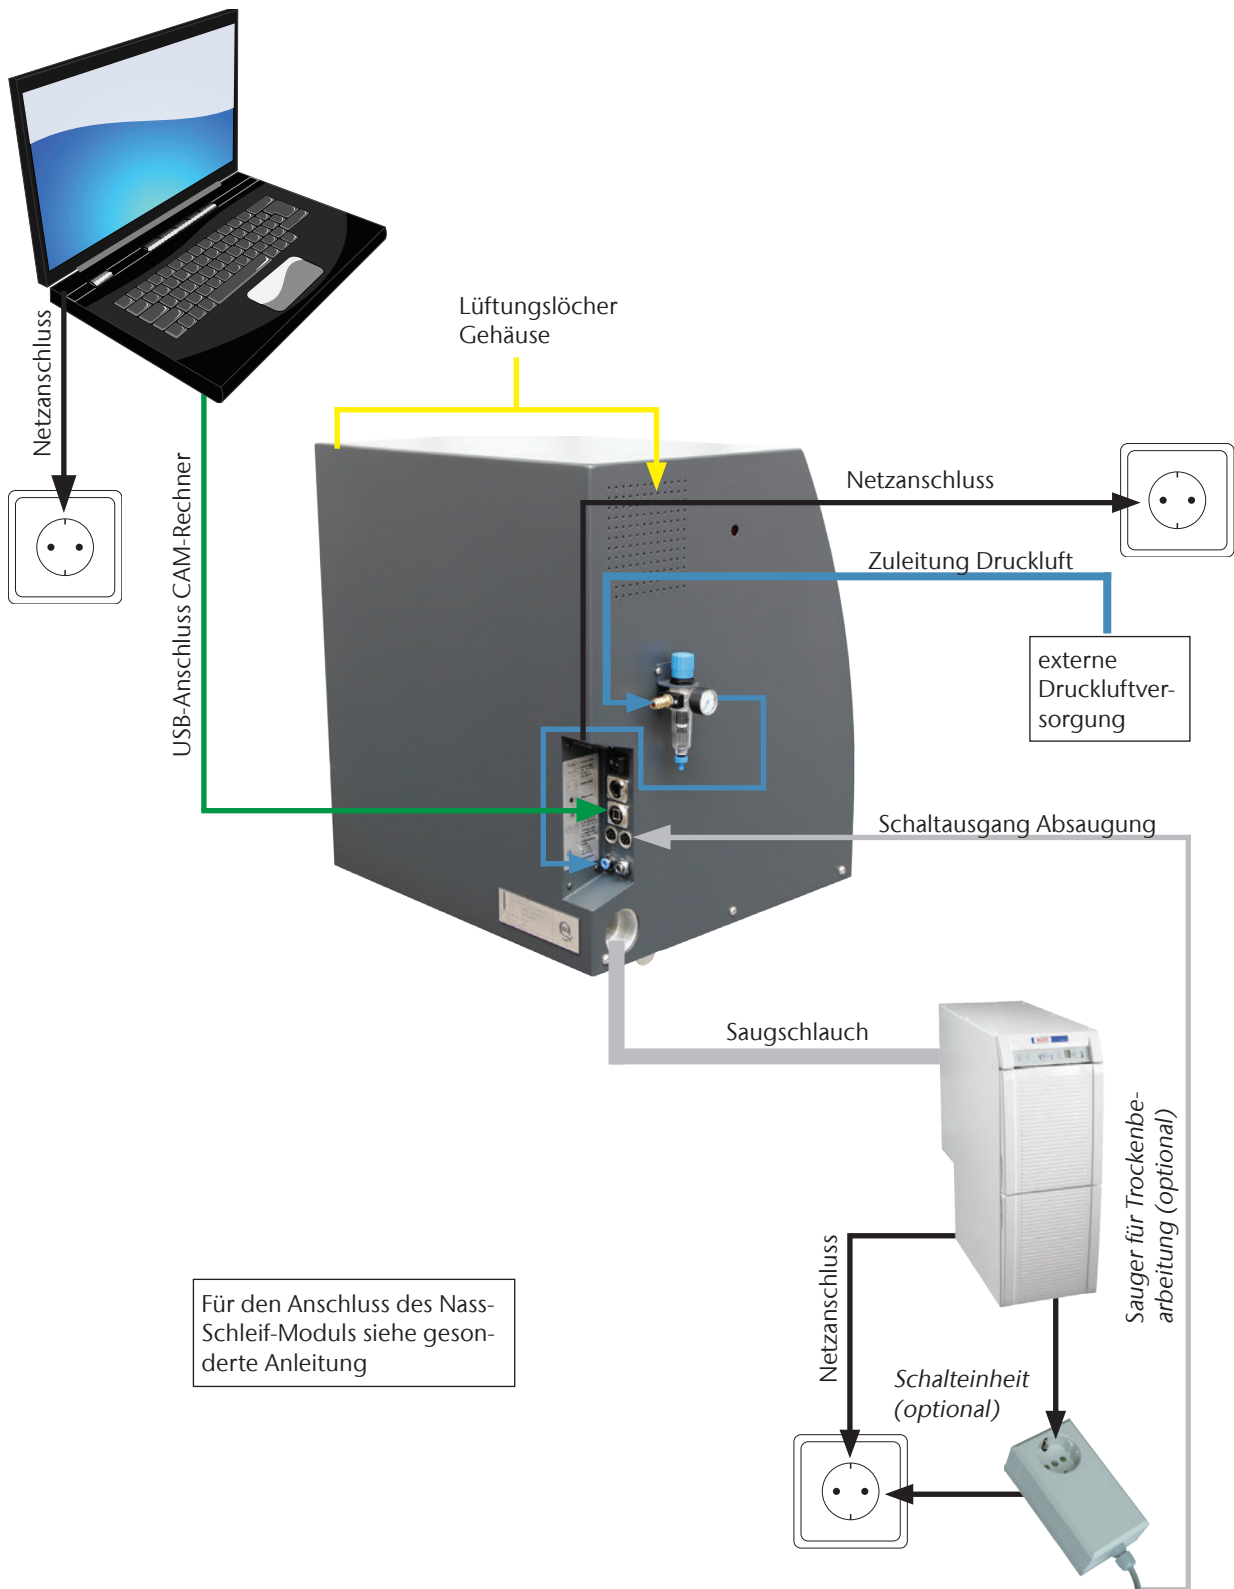 Lüftungslöcher
Gehäuse
Netzanschluss
USB-Anschluss CAM-Rechner
Netzanschluss
Zuleitung Druckluft
externe
Druckluftver-
sorgung
Schaltausgang Absaugung
Saugschlauch
Sauger für Trockenbe-
arbeitung (optional)
Netzanschluss
Schalteinheit
(optional)
Für den Anschluss des Nass-
Schleif-Moduls siehe geson-
derte Anleitung